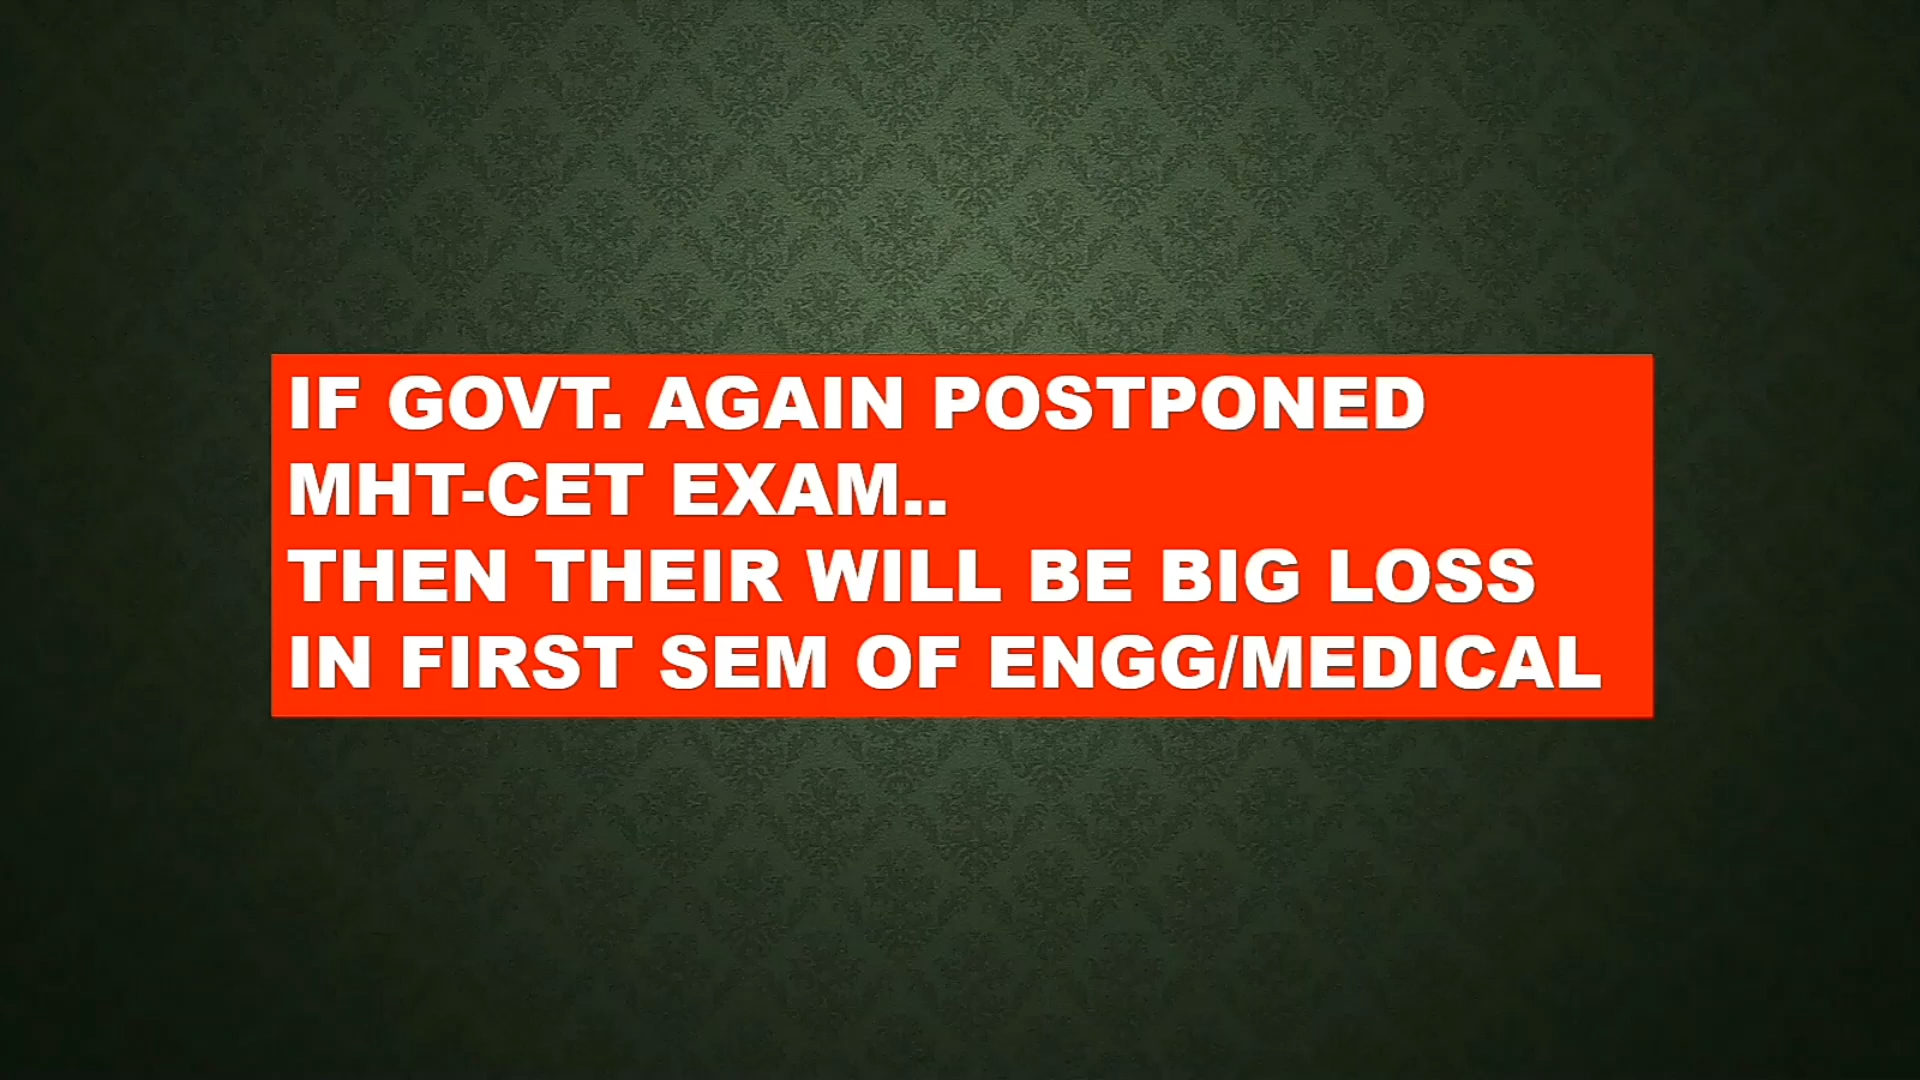 IF GOVT. AGAIN POSTPONED
MHT-CET EXAM..
THEN THEIR WILL BE BIG LOSS
IN FIRST SEM OF ENGG/MEDICAL